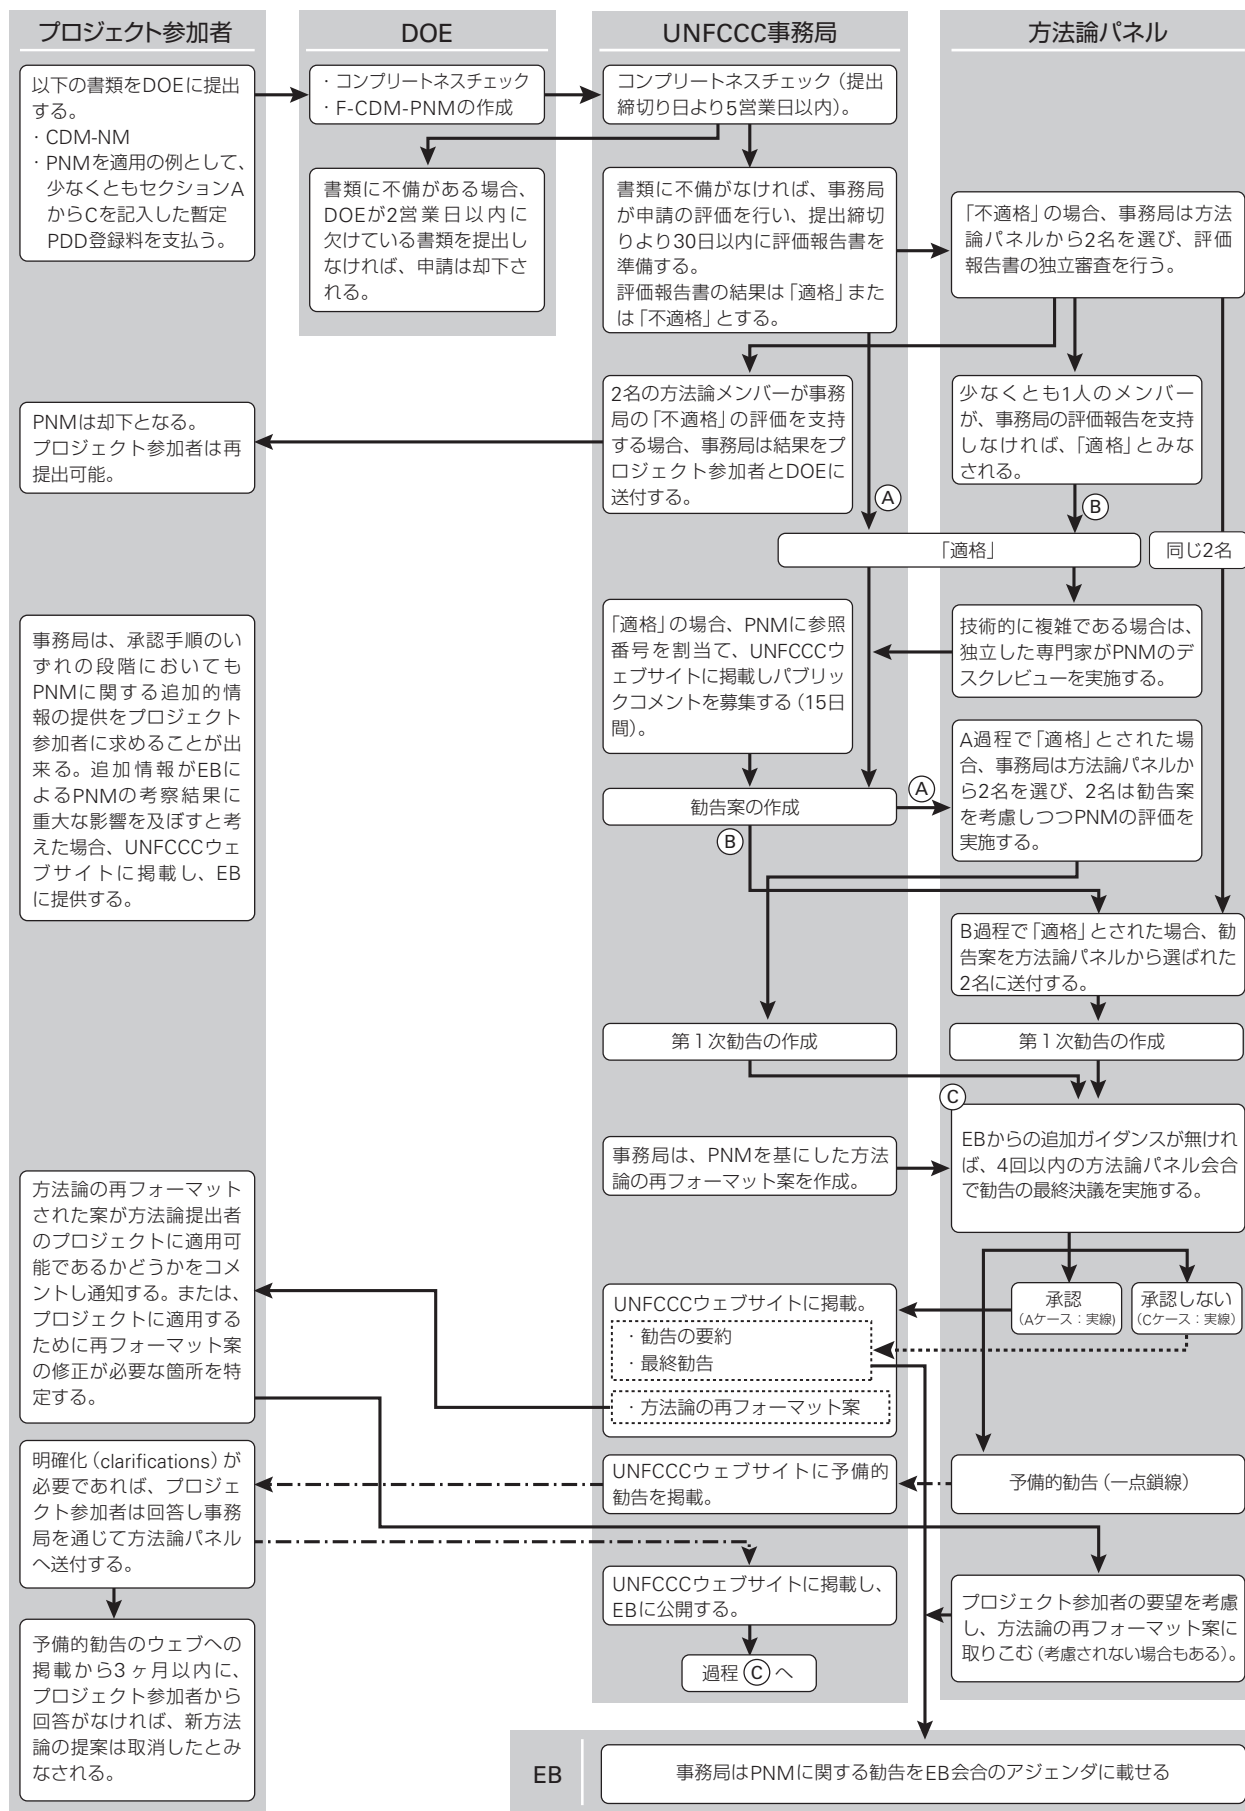 プロジェクト参加者
DOE
UNFCCC事務局
方法論パネル
以下の書類をDOEに提出
する。
・CDM-NM
・PNMを適用の例として、
少なくともセクションA
からCを記入した暫定
PDD登録料を支払う。
・コンプリートネスチェック
・F-CDM-PNMの作成
コンプリートネスチェック（提出
締切り日より5営業日以内）。
書類に不備がある場合、
DOEが2営業日以内に
欠けている書類を提出し
なければ、申請は却下さ
れる。
書類に不備がなければ、事務局
が申請の評価を行い、提出締切
りより30日以内に評価報告書を
準備する。
評価報告書の結果は「適格」また
は「不適格」とする。
「不適格」の場合、事務局は方法
論パネルから2名を選び、評価
報告書の独立審査を行う。
PNMは却下となる。
プロジェクト参加者は再
提出可能。
2名の方法論メンバーが事務
局の「不適格」の評価を支持
する場合、事務局は結果をプ
ロジェクト参加者とDOEに
送付する。
少なくとも1人のメンバー
が、事務局の評価報告を支持
しなければ、「適格」とみな
される。
A
B
「適格」
同じ2名
事務局は、承認手順のい
ずれの段階においても
PNMに関する追加的情
報の提供をプロジェクト
参加者に求めることが出
来る。追加情報がEBに
よるPNMの考察結果に
重大な影響を及ぼすと考
えた場合、UNFCCCウェ
ブサイトに掲載し、EB
に提供する。
「適格」の場合、PNMに参照
番号を割当て、UNFCCCウ
ェブサイトに掲載しパブリッ
クコメントを募集する（15日
間）。
技術的に複雑である場合は、
独立した専門家がPNMのデ
スクレビューを実施する。
A過程で「適格」とされた場
合、事務局は方法論パネルか
ら2名を選び、2名は勧告案
を考慮しつつPNMの評価を
実施する。
勧告案の作成
A
B
B過程で「適格」とされた場合、勧
告案を方法論パネルから選ばれた
2名に送付する。
第1次勧告の作成
第1次勧告の作成
C
EBからの追加ガイダンスが無けれ
ば、4回以内の方法論パネル会合
で勧告の最終決議を実施する。
事務局は、PNMを基にした方法
論の再フォーマット案を作成。
方法論の再フォーマット
された案が方法論提出者
のプロジェクトに適用可
能であるかどうかをコメ
ントし通知する。または、
プロジェクトに適用する
ために再フォーマット案
の修正が必要な箇所を特
定する。
UNFCCCウェブサイトに掲載。
・勧告の要約
・最終勧告
・方法論の再フォーマット案
承認
（Aケース：実線）
承認しない
（Cケース：実線）
明確化（clarifications）が
必要であれば、プロジェ
クト参加者は回答し事務
局を通じて方法論パネル
へ送付する。
UNFCCCウェブサイトに予備的
勧告を掲載。
予備的勧告（一点鎖線）
UNFCCCウェブサイトに掲載し、
EBに公開する。
過程 C へ
プロジェクト参加者の要望を考慮
し、方法論の再フォーマット案に
取りこむ（考慮されない場合もある）。
予備的勧告のウェブへの
掲載から3ヶ月以内に、
プロジェクト参加者から
回答がなければ、新方法
論の提案は取消したとみ
なされる。
EB
事務局はPNMに関する勧告をEB会合のアジェンダに載せる